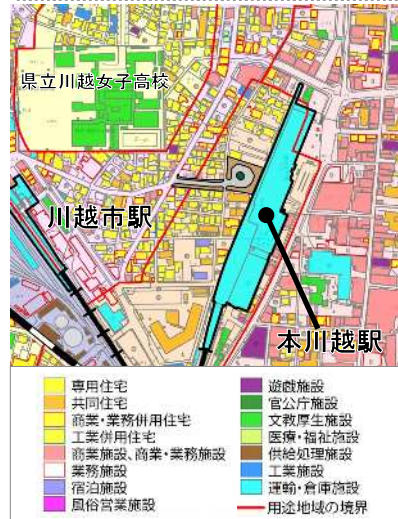 県立川越女子高校
川越市駅
本川越駅
専用住宅
共同住宅
商業・業務併用住宅
工業併用住宅
商業施設、商業・業務施設
業務施設
宿泊施設
風俗営業施設
遊戯施設
官公庁施設
文教厚生施設
医療・福祉施設
供給処理施設
工業施設
運輸・倉庫施設
用途地域の境界